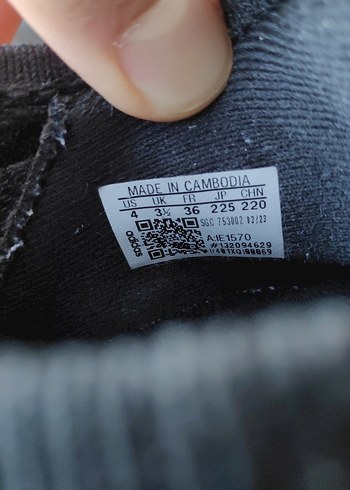 MADE IN CAMBODIA
US UK FR JP CHN
4 3½ 36 225 220
SGC 753002 02/22
adidas
A:IE1570
#132094629